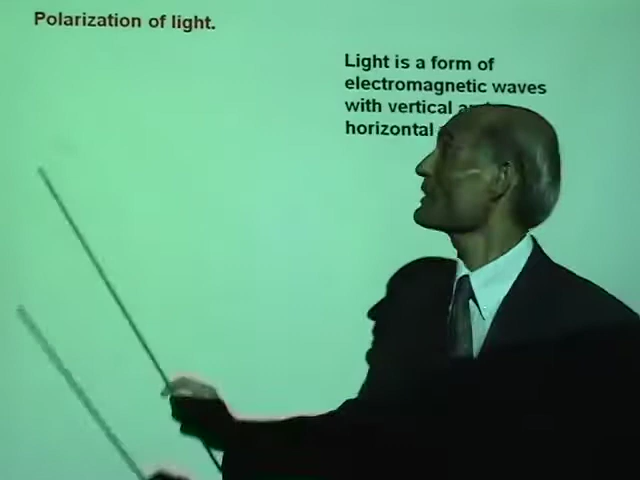 Polarization of light.
Light is a form of
electromagnetic waves
with vertical
horizontal